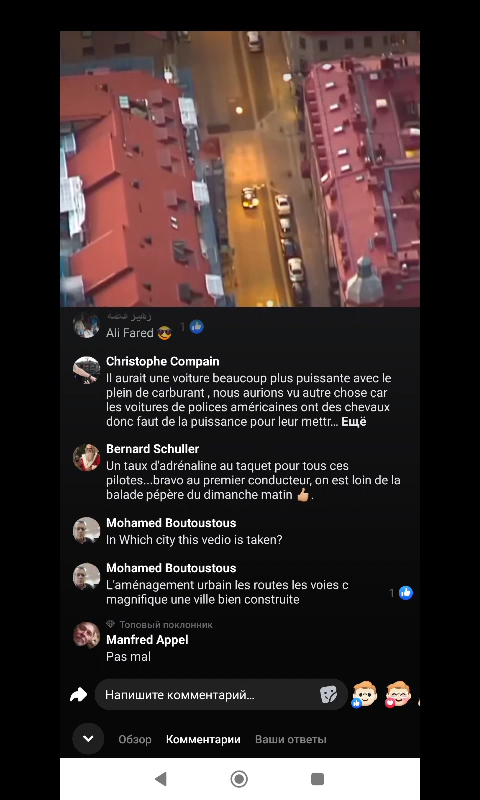 Ali Fared 😎 1
Christophe Compain
Il aurait une voiture beaucoup plus puissante avec le
plein de carburant , nous aurions vu autre chose car
les voitures de polices américaines ont des chevaux
donc faut de la puissance pour leur mettr... Ещё
Bernard Schuller
Un taux d'adrénaline au taquet pour tous ces
pilotes...bravo au premier conducteur, on est loin de la
balade pépère du dimanche matin 👍🏼.
Mohamed Boutoustous
In Which city this vedio is taken?
Mohamed Boutoustous
L'aménagement urbain les routes les voies c
magnifique une ville bien construite
1
Топовый поклонник
Manfred Appel
Pas mal
Напишите комментарий...
Обзор Комментарии Ваши ответы